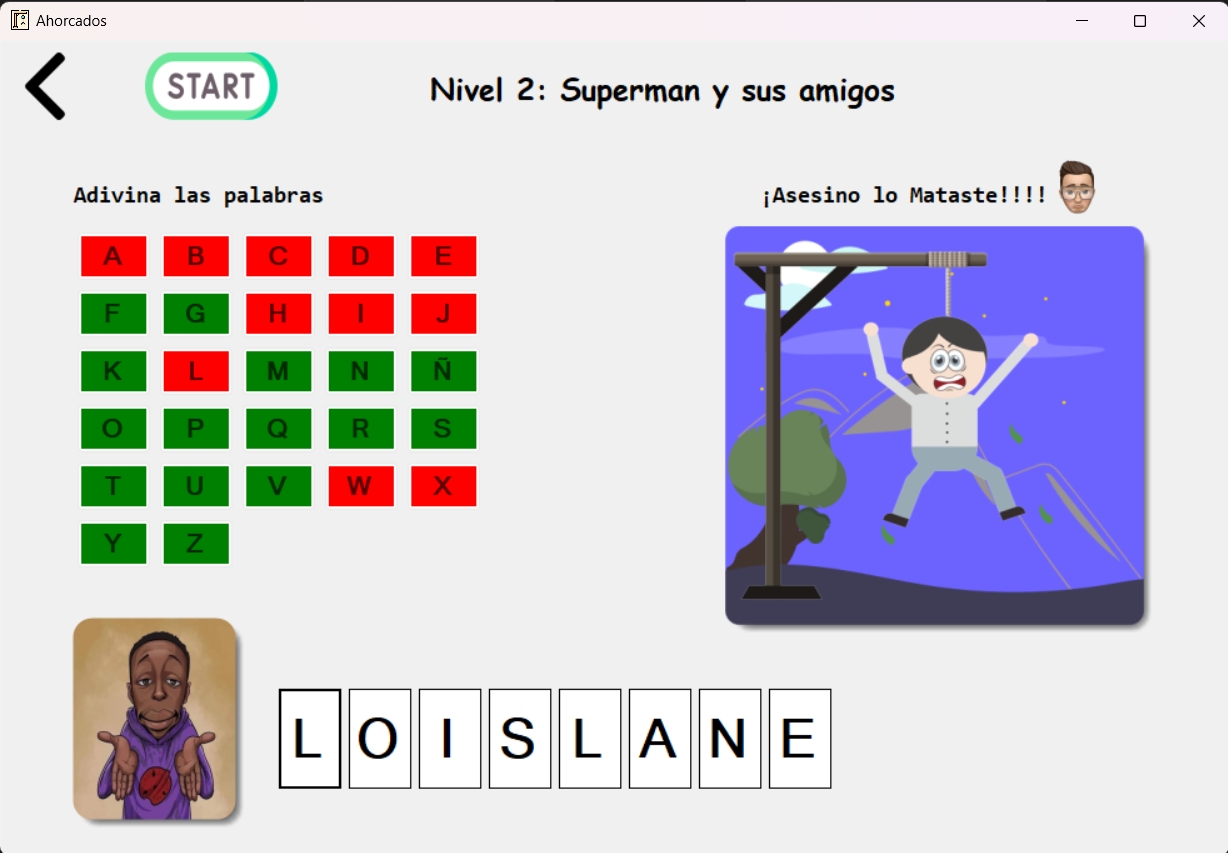 Ahorcados
START
Nivel 2: Superman y sus amigos
Adivina las palabras
¡Asesino lo Mataste!!!!
A B C D E
F G H I J
K L M N Ñ
O P Q R S
T U V W X
Y Z
L O I S L A N E